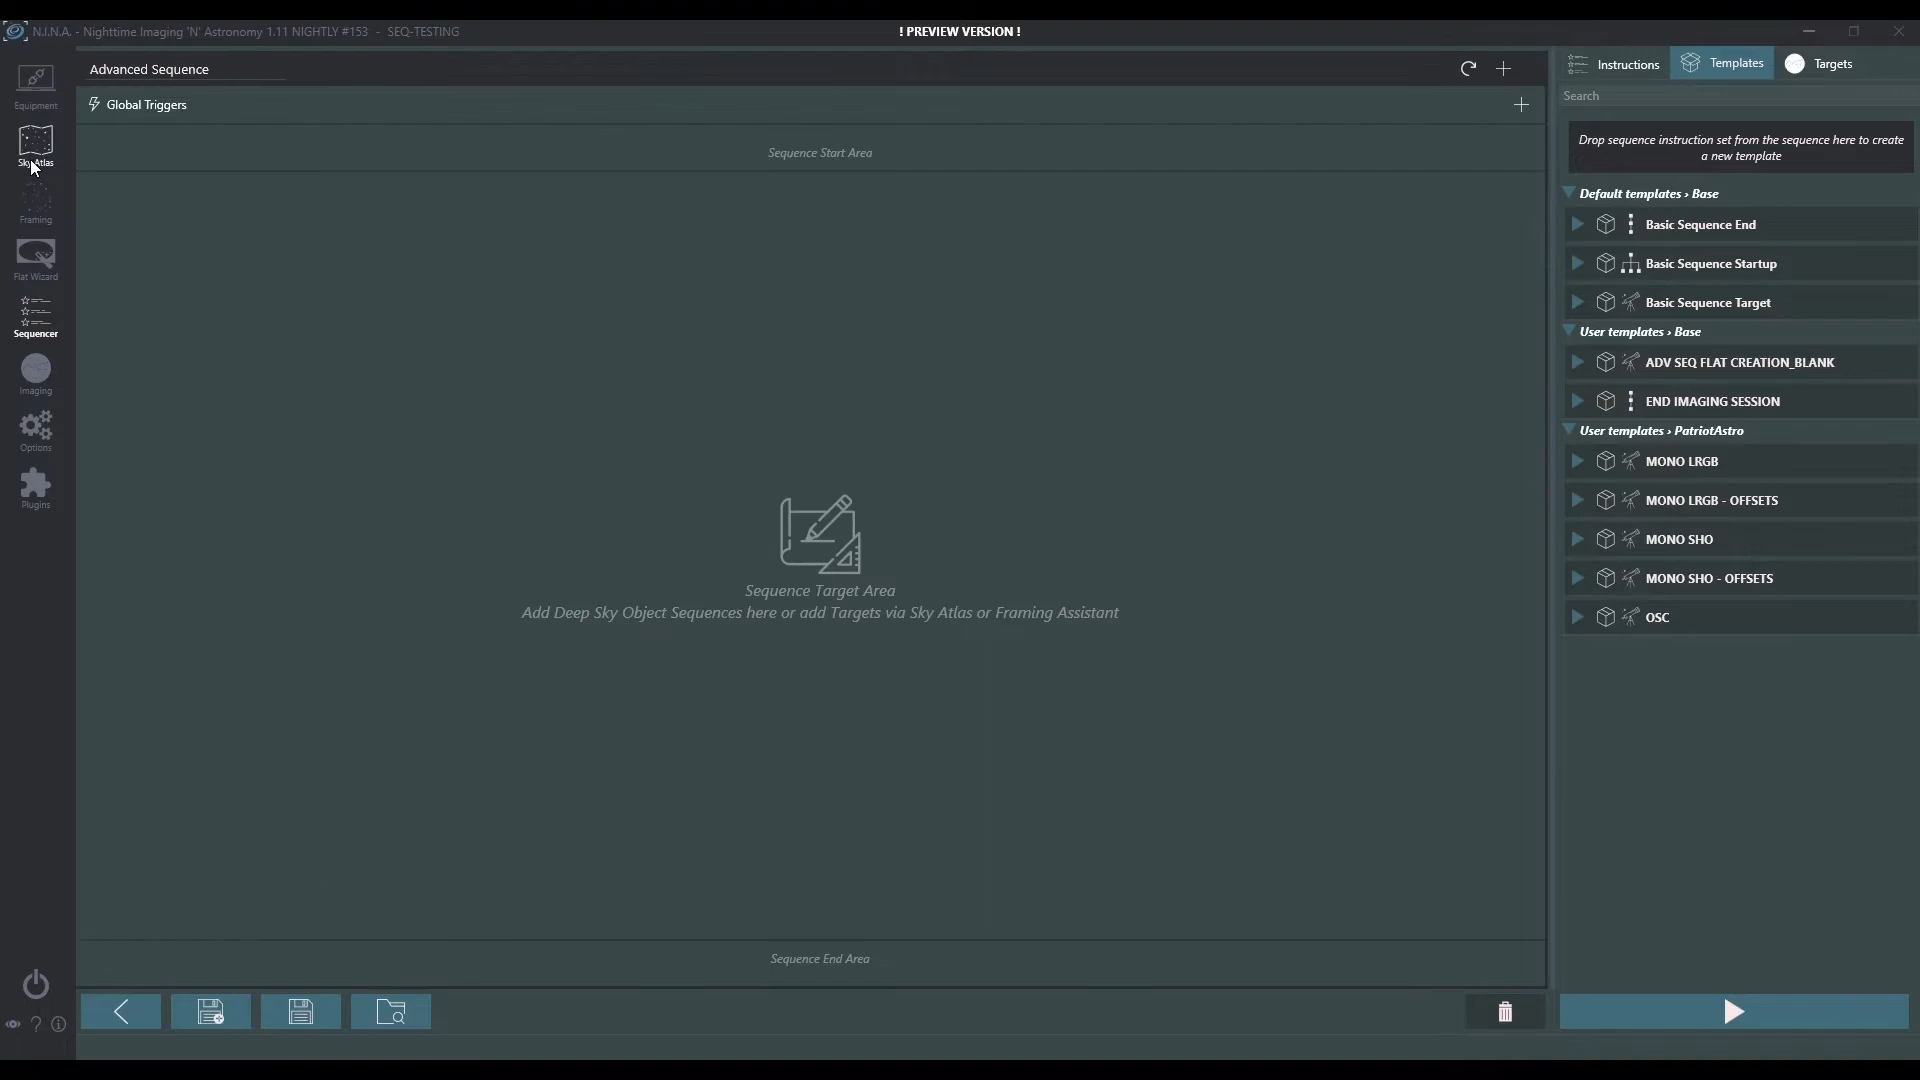 N.I.N.A. - Nighttime Imaging 'N' Astronomy 1.11 NIGHTLY #153 - SEQ-TESTING
! PREVIEW VERSION !
Equipment
Sky Atlas
Framing
Flat Wizard
Sequencer
Imaging
Options
Plugins
Advanced Sequence
Global Triggers
Sequence Start Area
Sequence Target Area
Add Deep Sky Object Sequences here or add Targets via Sky Atlas or Framing Assistant
Sequence End Area
Instructions
Templates
Targets
Search
Drop sequence instruction set from the sequence here to create
a new template
Default templates › Base
Basic Sequence End
Basic Sequence Startup
Basic Sequence Target
User templates › Base
ADV SEQ FLAT CREATION_BLANK
END IMAGING SESSION
User templates › PatriotAstro
MONO LRGB
MONO LRGB - OFFSETS
MONO SHO
MONO SHO - OFFSETS
OSC